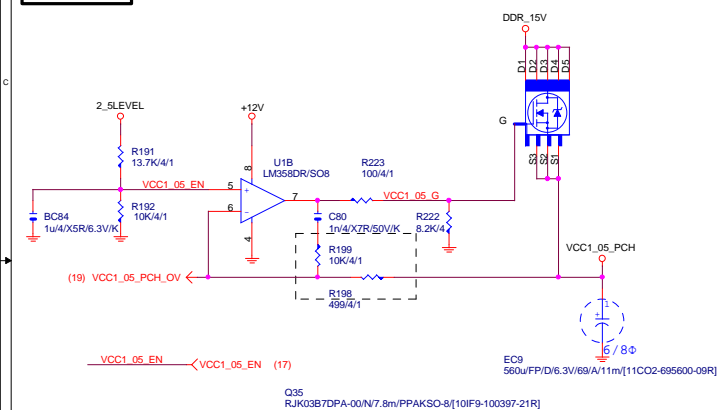 DDR_15V
D1
D2
D3
D4
D5
C
2_5LEVEL
+12V
G
R191
13.7K/4/1
U1B
LM358DR/SO8
R223
100/4/1
S3
S2
S1
8
VCC1_05_EN
5
+
7
VCC1_05_G
6
-
BC84
1u/4/X5R/6.3V/K
R192
10K/4/1
4
C80
1n/4/X7R/50V/K
R222
8.2K/4
R199
10K/4/1
VCC1_05_PCH
(19) VCC1_05_PCH_OV
R198
499/4/1
1
+
6 / 8Φ
VCC1_05_EN
VCC1_05_EN (17)
EC9
560u/FP/D/6.3V/69/A/11m/[11CO2-695600-09R]
Q35
RJK03B7DPA-00/N/7.8m/PPAKSO-8/[10IF9-100397-21R]